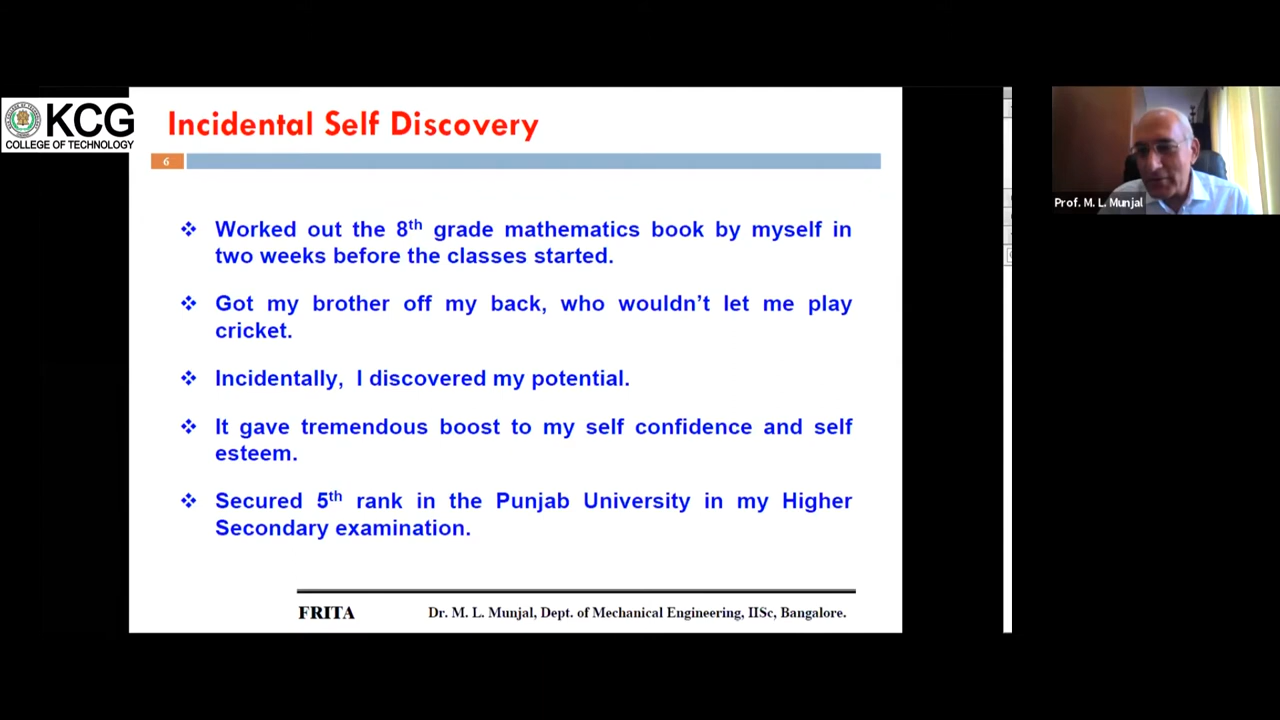 KCG
COLLEGE OF TECHNOLOGY
Incidental Self Discovery
6
❖ Worked out the 8th grade mathematics book by myself in
two weeks before the classes started.
❖ Got my brother off my back, who wouldn’t let me play
cricket.
❖ Incidentally, I discovered my potential.
❖ It gave tremendous boost to my self confidence and self
esteem.
❖ Secured 5th rank in the Punjab University in my Higher
Secondary examination.
FRITA Dr. M. L. Munjal, Dept. of Mechanical Engineering, IISc, Bangalore.
Prof. M. L. Munjal